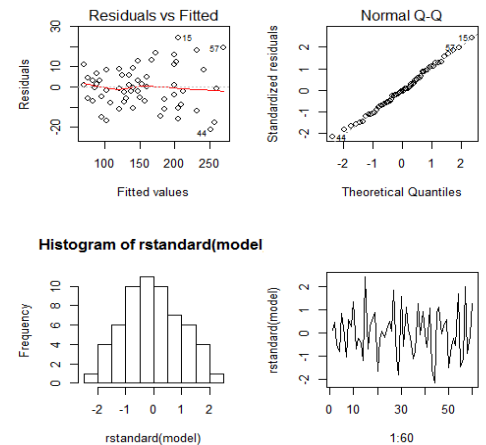 Residuals vs Fitted
Residuals
-20 0 10 30
15
57
44
100 150 200 250
Fitted values
Normal Q-Q
Standardized residuals
-2 -1 0 1 2
15
57
44
-2 -1 0 1 2
Theoretical Quantiles
Histogram of rstandard(model
Frequency
0 2 4 6 8 10
-2 -1 0 1 2
rstandard(model)
rstandard(model)
-2 -1 0 1 2
0 10 30 50
1:60